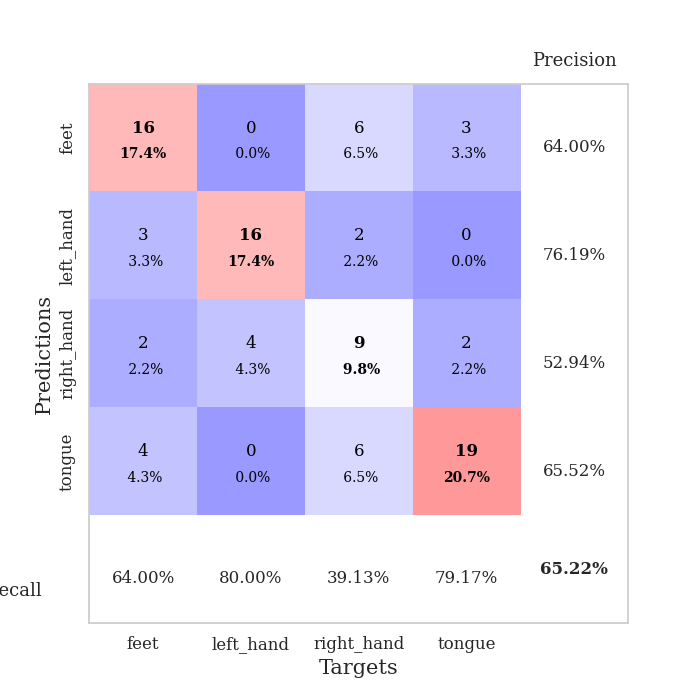 Precision
feet 16 0 6 3 64.00%
17.4% 0.0% 6.5% 3.3%
left_hand 3 16 2 0 76.19%
3.3% 17.4% 2.2% 0.0%
Predictions
right_hand 2 4 9 2 52.94%
2.2% 4.3% 9.8% 2.2%
tongue 4 0 6 19 65.52%
4.3% 0.0% 6.5% 20.7%
ecall 64.00% 80.00% 39.13% 79.17% 65.22%
feet left_hand right_hand tongue
Targets